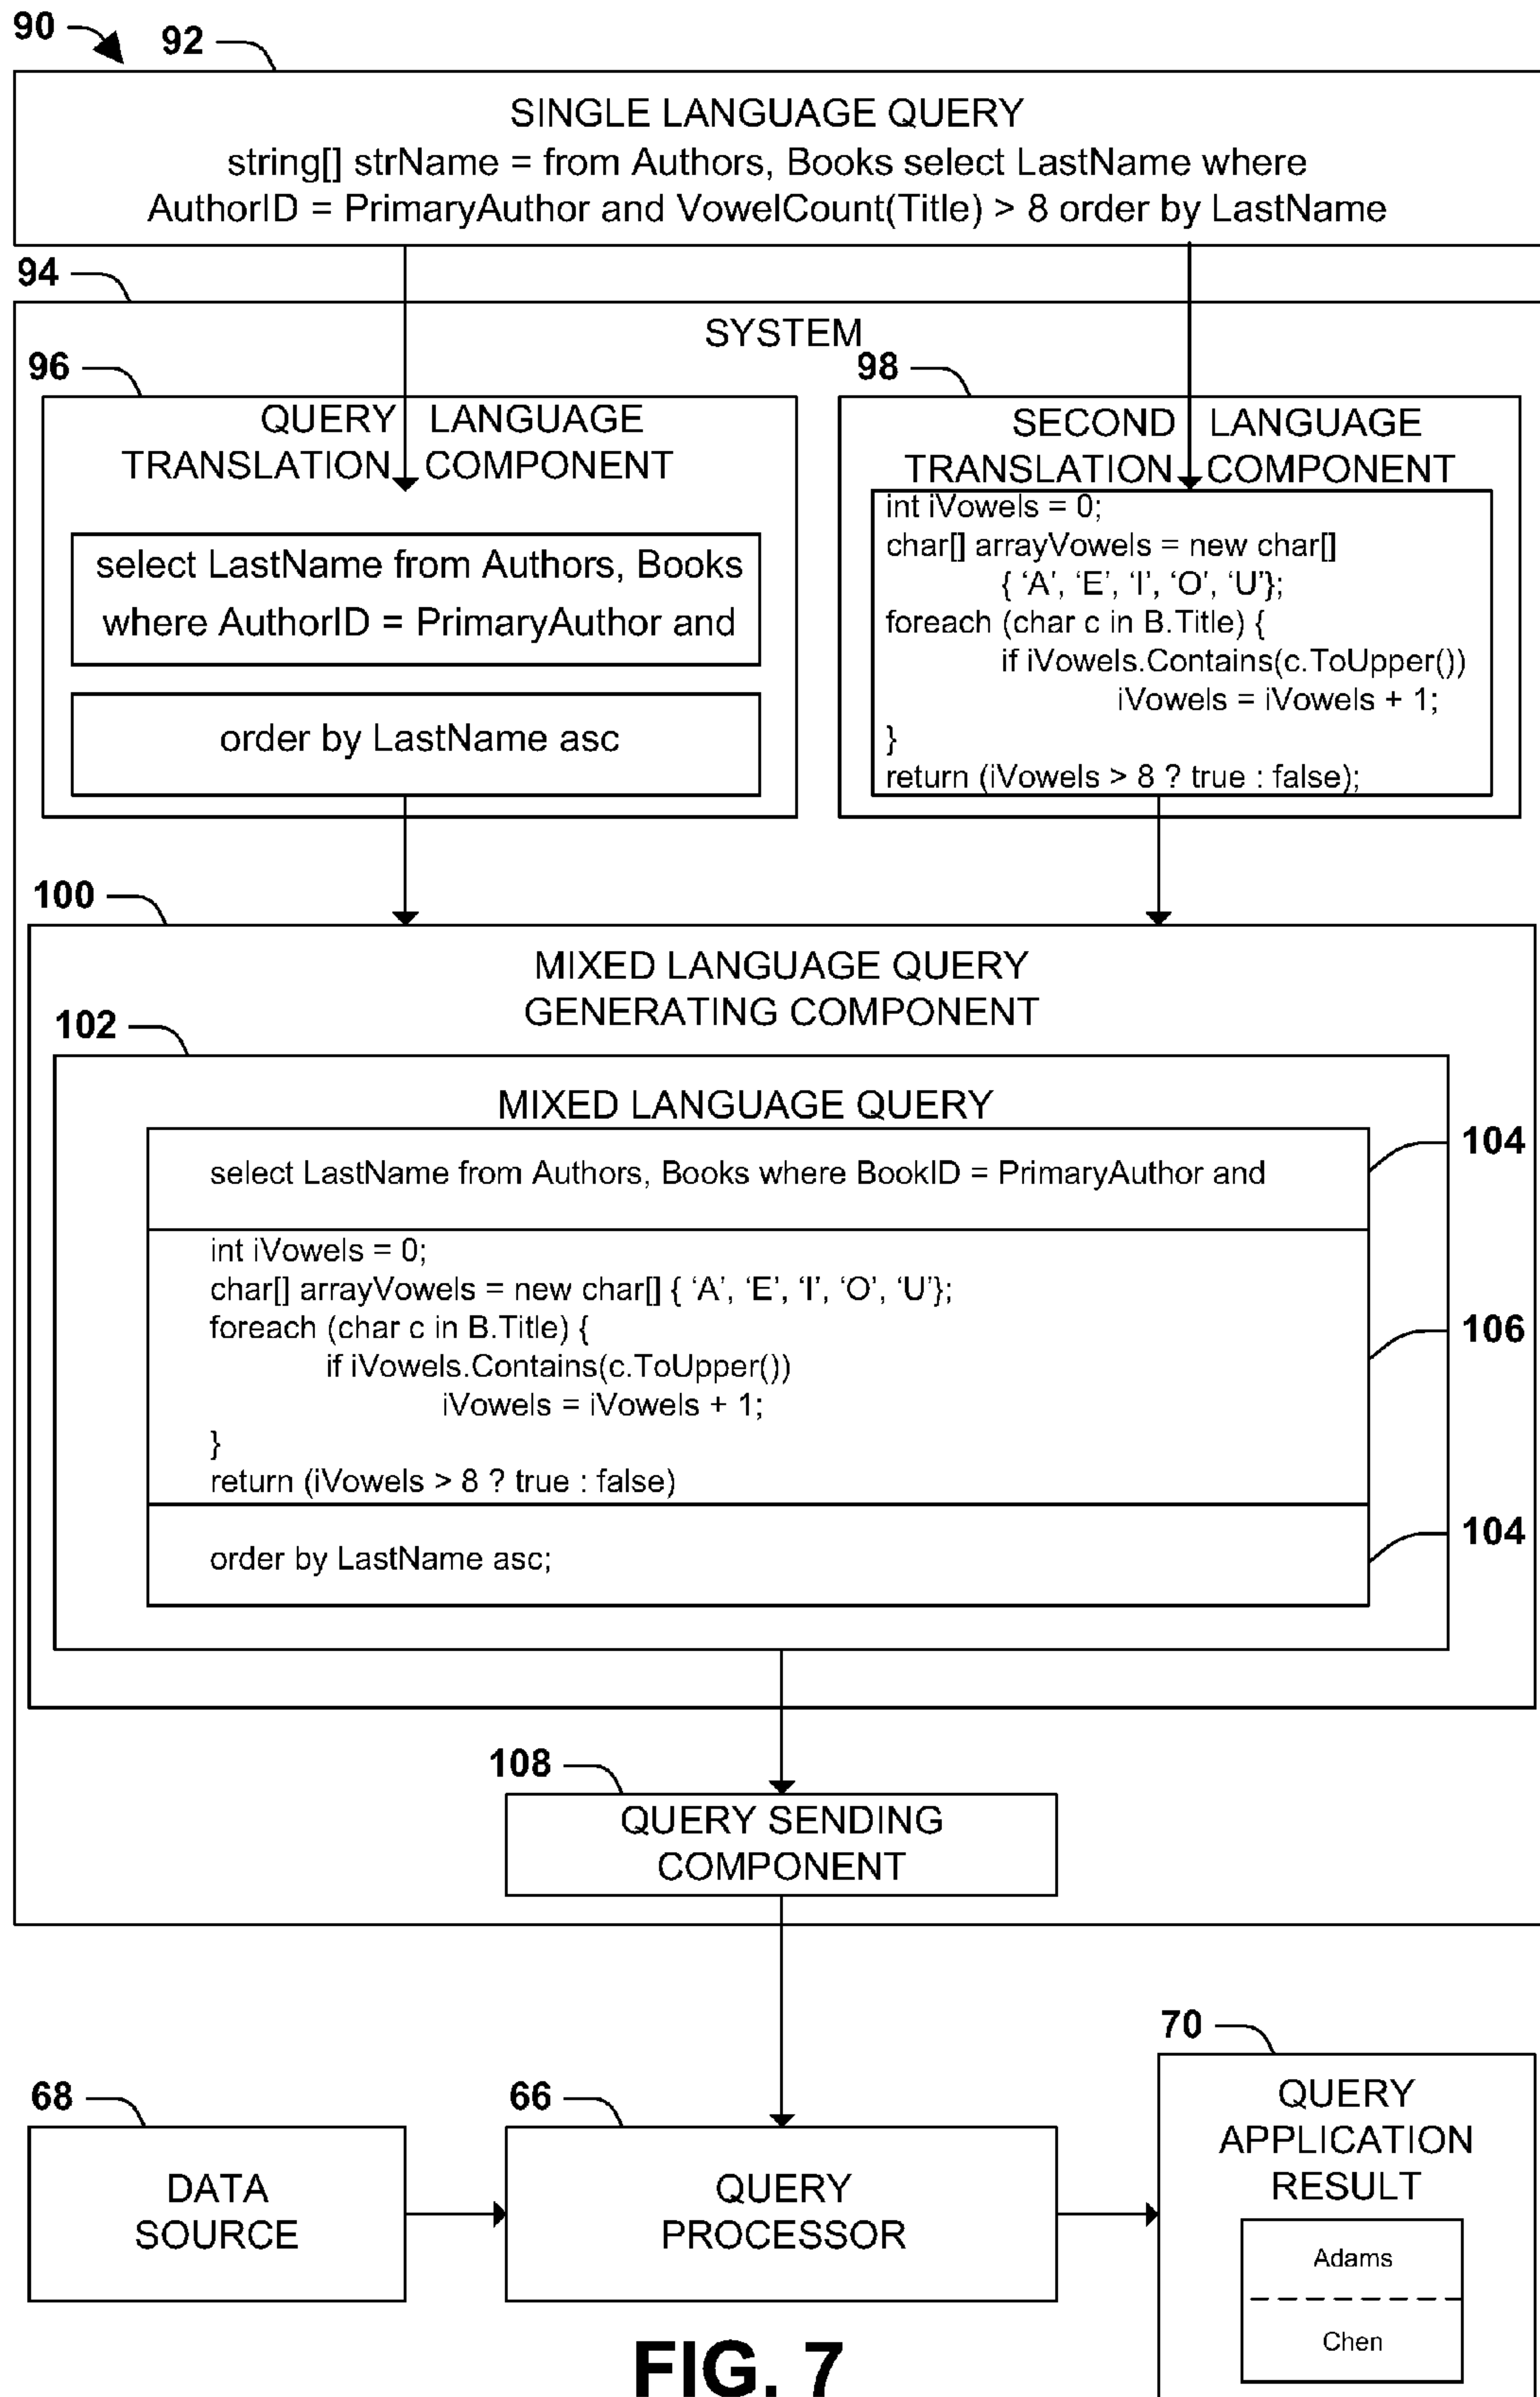 90
92
SINGLE LANGUAGE QUERY
string[] strName = from Authors, Books select LastName where
AuthorID = PrimaryAuthor and VowelCount(Title) > 8 order by LastName
94
SYSTEM
96
QUERY LANGUAGE
TRANSLATION COMPONENT
select LastName from Authors, Books
where AuthorID = PrimaryAuthor and
order by LastName asc
98
SECOND LANGUAGE
TRANSLATION COMPONENT
int iVowels = 0;
char[] arrayVowels = new char[]
{ ‘A’, ‘E’, ‘I’, ‘O’, ‘U’};
foreach (char c in B.Title) {
if iVowels.Contains(c.ToUpper())
iVowels = iVowels + 1;
}
return (iVowels > 8 ? true : false);
100
MIXED LANGUAGE QUERY
GENERATING COMPONENT
102
MIXED LANGUAGE QUERY
select LastName from Authors, Books where BookID = PrimaryAuthor and
104
int iVowels = 0;
char[] arrayVowels = new char[] { ‘A’, ‘E’, ‘I’, ‘O’, ‘U’};
foreach (char c in B.Title) {
if iVowels.Contains(c.ToUpper())
iVowels = iVowels + 1;
}
return (iVowels > 8 ? true : false)
106
order by LastName asc;
104
108
QUERY SENDING
COMPONENT
68
DATA
SOURCE
66
QUERY
PROCESSOR
70
QUERY
APPLICATION
RESULT
Adams
Chen
FIG. 7